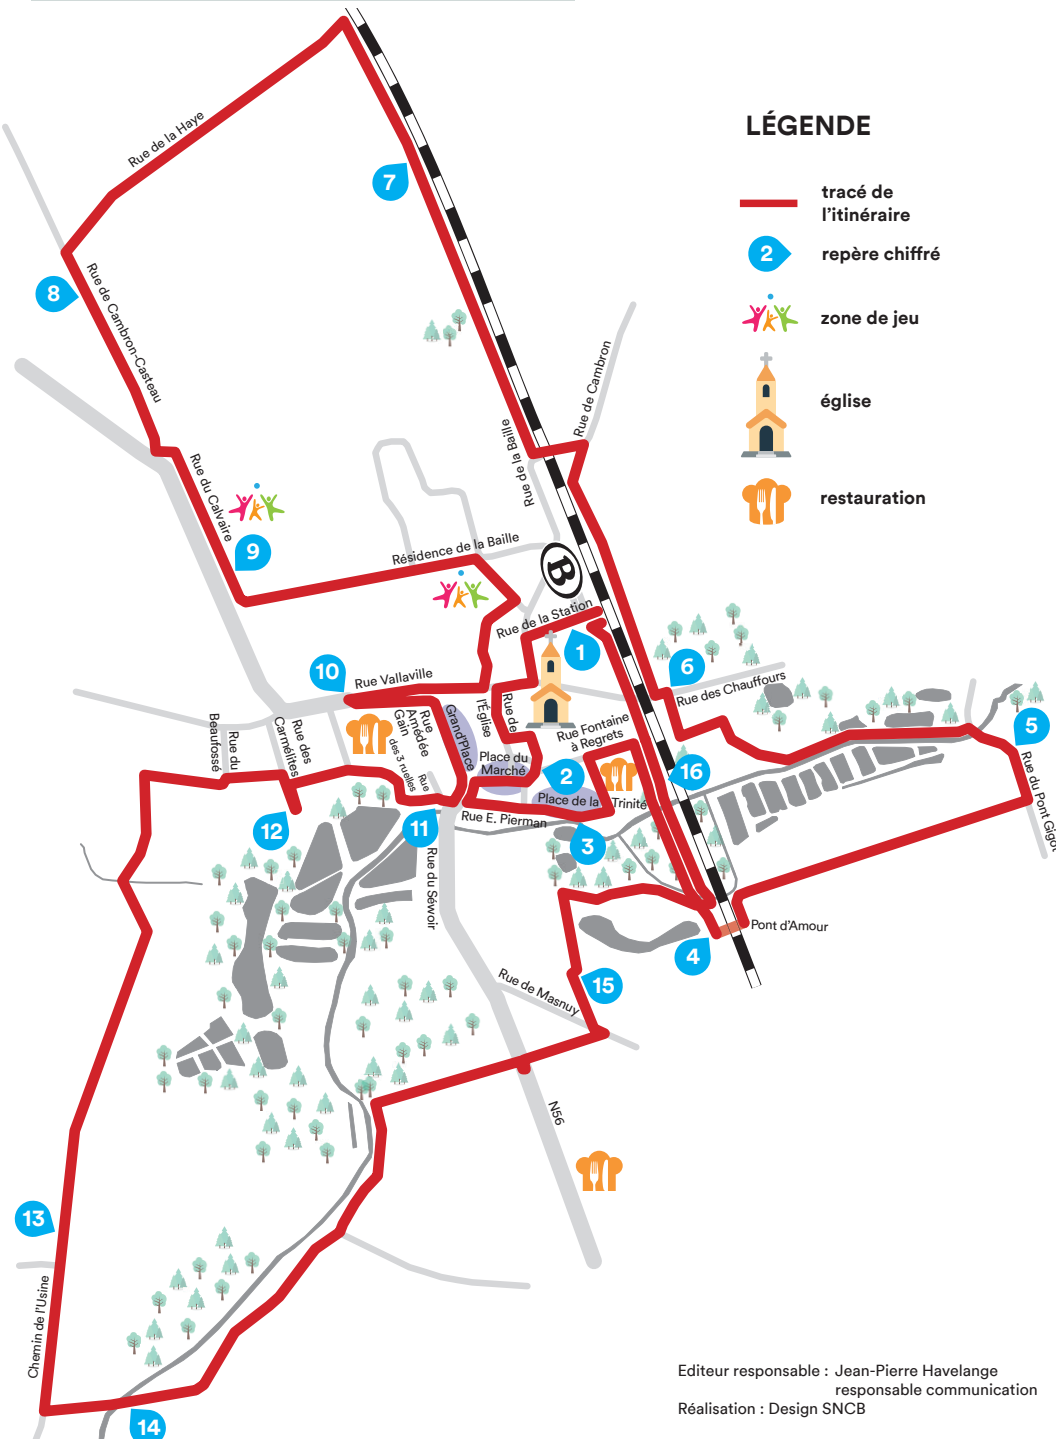 LÉGENDE
tracé de
l’itinéraire
2
repère chiffré
zone de jeu
église
restauration
Rue de la Haye
7
8
Rue de Cambron-Casteau
Rue de Cambron
Rue de la Baille
Rue du Calvaire
9
Résidence de la Baille
B
Rue de la Station
1
10
Rue Vallaville
6
Rue des Chauffours
Rue de
l’Église
Grand’Place
Rue
Amédée
Gain
Rue
des 3 ruelles
Rue des
Carmélites
Rue du
Beaufossé
Place du
Marché
Rue Fontaine
à Regrets
2
16
5
Rue du Pont Gigot
Place de la Trinité
Rue E. Pierman
3
11
12
Rue du Séwoir
Pont d’Amour
4
15
Rue de Masnuy
N56
13
Chemin de l’Usine
14
Editeur responsable : Jean-Pierre Havelange
responsable communication
Réalisation : Design SNCB